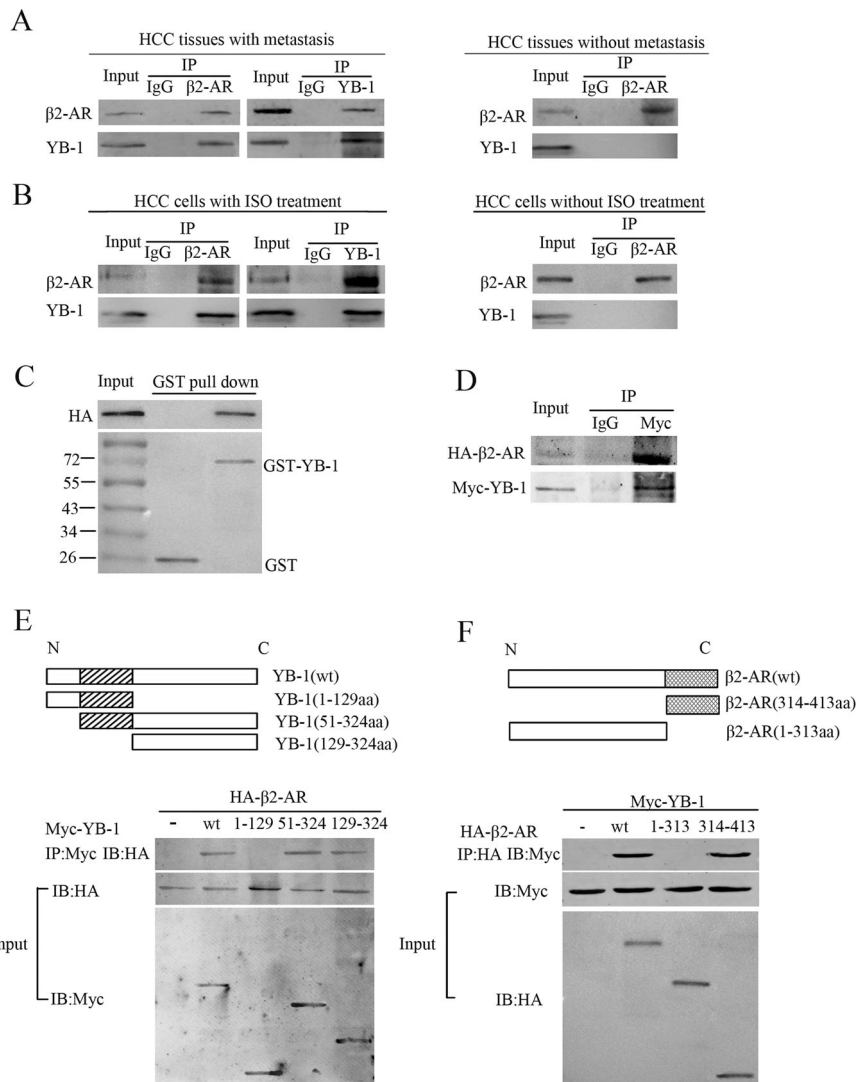 A
HCC tissues with metastasis
HCC tissues without metastasis
Input IP
IgG β2-AR
Input IP
IgG YB-1
Input IP
IgG β2-AR
β2-AR
YB-1
β2-AR
YB-1
B
HCC cells with ISO treatment
HCC cells without ISO treatment
Input IP
IgG β2-AR
Input IP
IgG YB-1
Input IP
IgG β2-AR
β2-AR
YB-1
β2-AR
YB-1
C
Input GST pull down
HA
72
55
43
34
26
GST-YB-1
GST
D
Input IP
IgG Myc
HA-β2-AR
Myc-YB-1
E
N C
YB-1(wt)
YB-1(1-129aa)
YB-1(51-324aa)
YB-1(129-324aa)
HA-β2-AR
Myc-YB-1 - wt 1-129 51-324 129-324
IP:Myc IB:HA
IB:HA
nput
IB:Myc
F
N C
β2-AR(wt)
β2-AR(314-413aa)
β2-AR(1-313aa)
Myc-YB-1
HA-β2-AR - wt 1-313 314-413
IP:HA IB:Myc
IB:Myc
Input
IB:HA